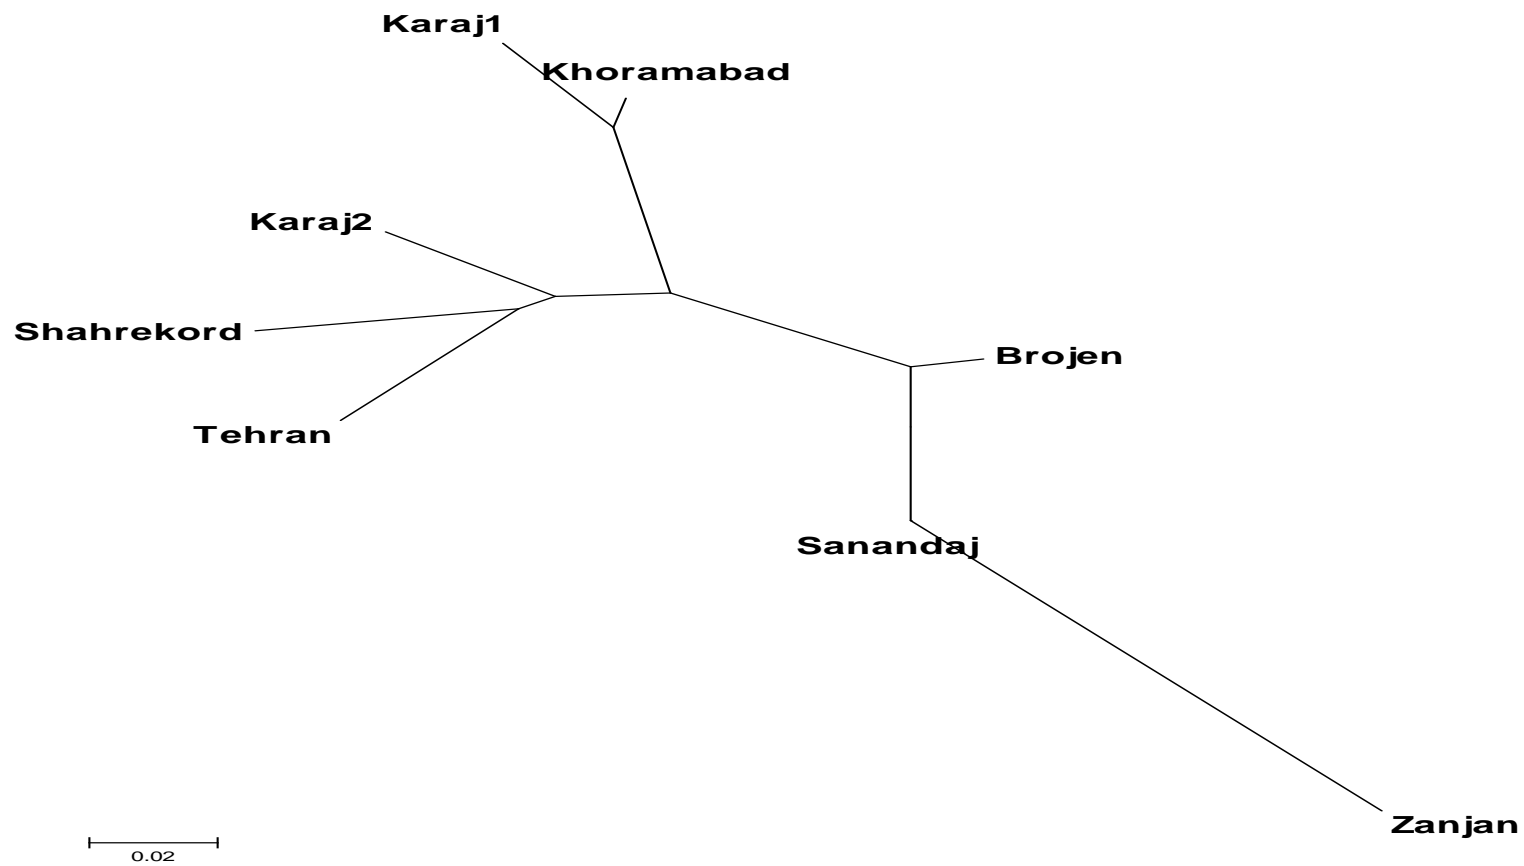 Karaj1
Khoramabad
Karaj2
Shahrekord
Brojen
Tehran
Sanandaj
Zanjan
0.02